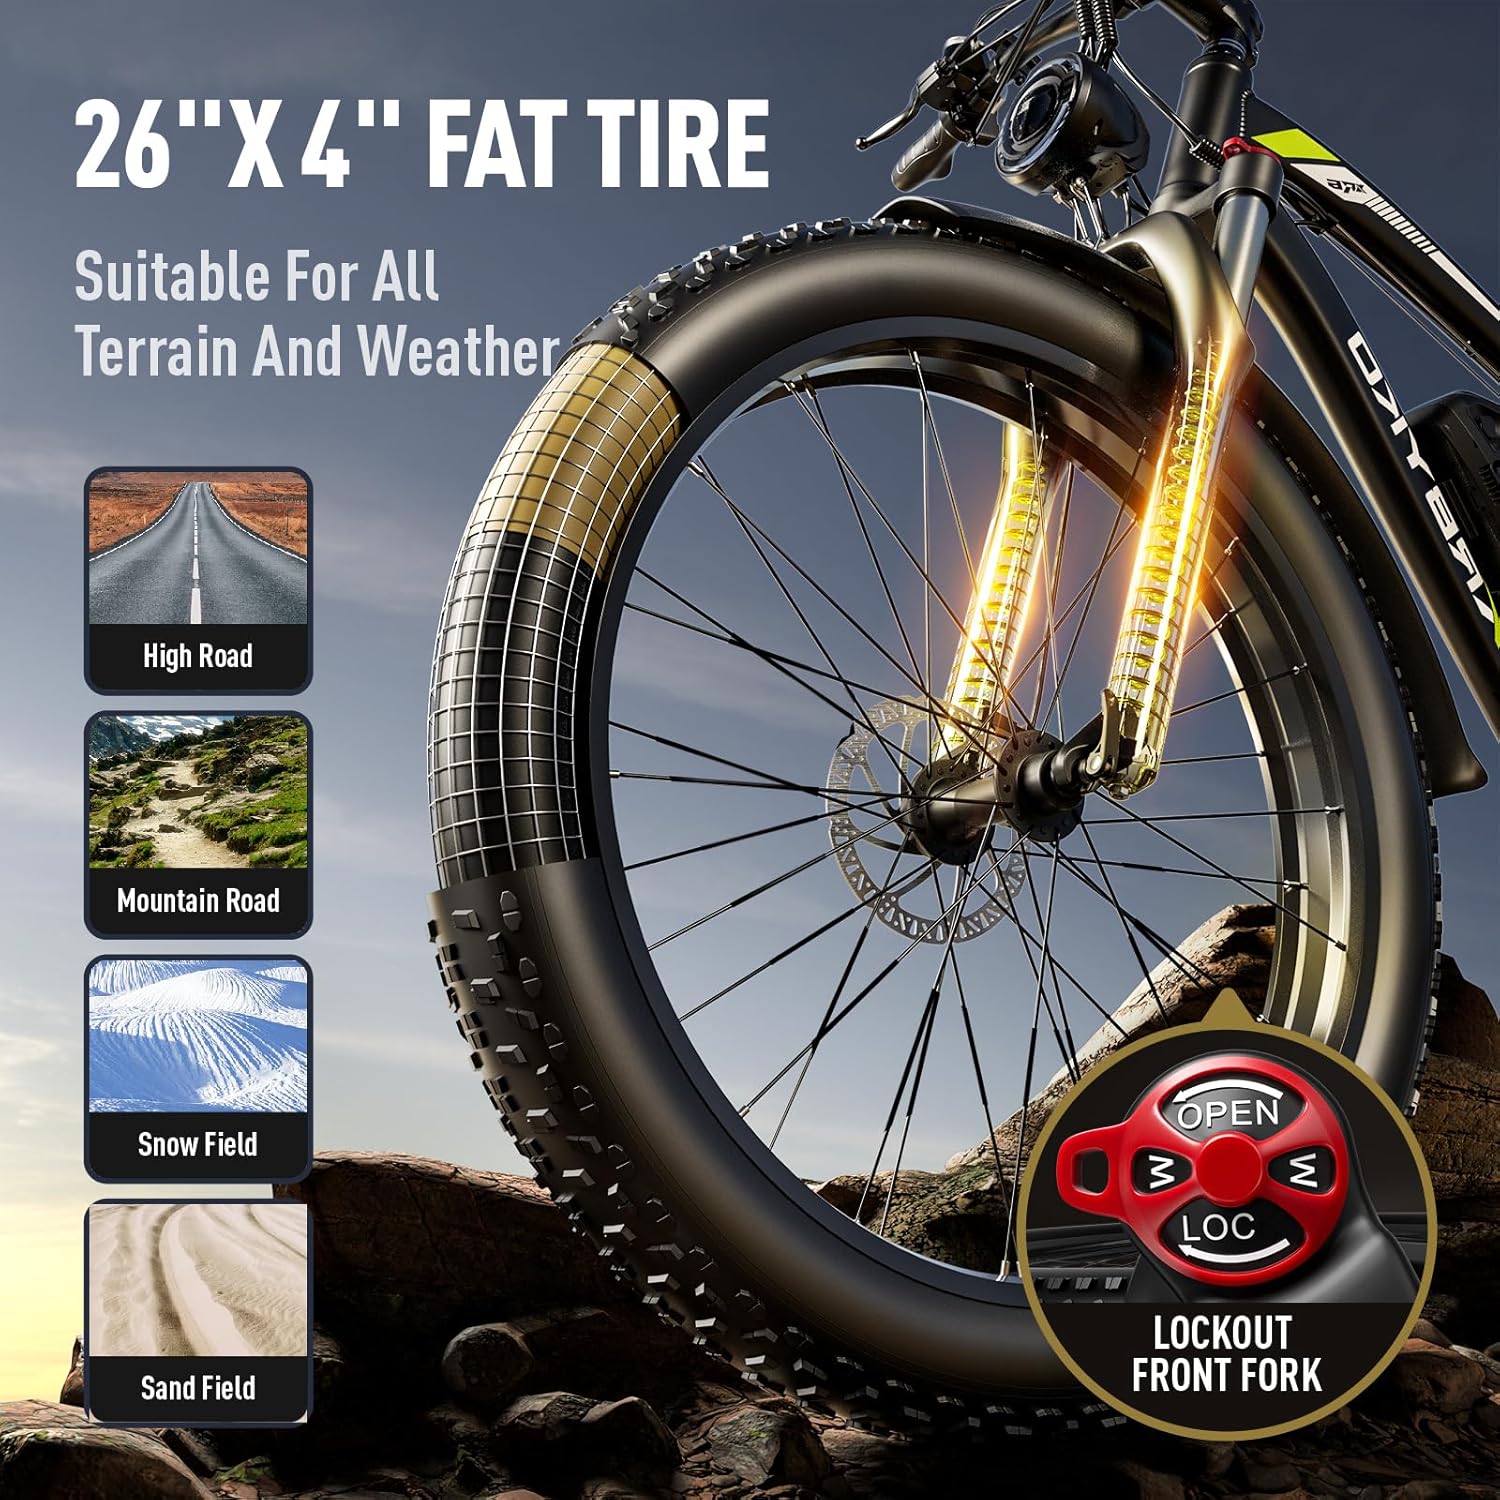 26"X 4" FAT TIRE
Suitable For All
Terrain And Weather
High Road
Mountain Road
Snow Field
Sand Field
OPEN
M
M
LOC
LOCKOUT
FRONT FORK